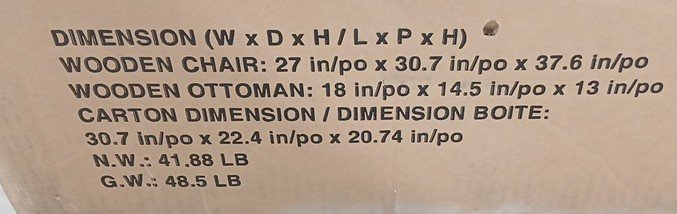 DIMENSION (W x D x H / L x P x H)
WOODEN CHAIR: 27 in/po x 30.7 in/po x 37.6 in/po
WOODEN OTTOMAN: 18 in/po x 14.5 in/po x 13 in/po
CARTON DIMENSION / DIMENSION BOITE:
30.7 in/po x 22.4 in/po x 20.74 in/po
N.W.: 41.88 LB
G.W.: 48.5 LB